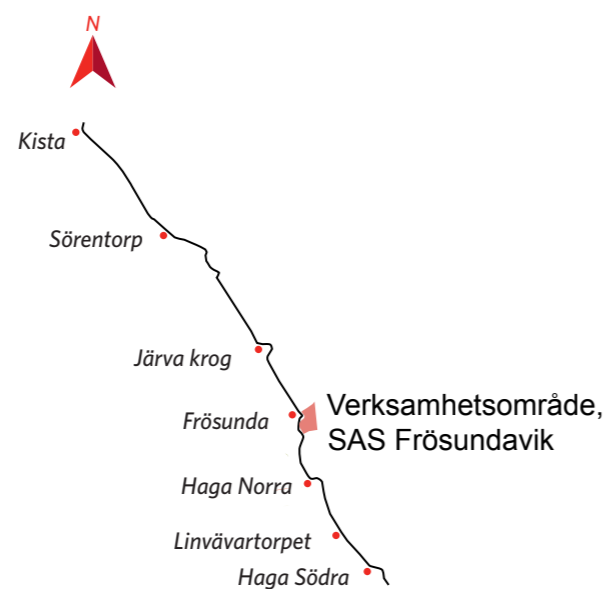 N
Kista
Sörentorp
Järva krog
Verksamhetsområde,
SAS Frösundavik
Frösunda
Haga Norra
Linvävartorpet
Haga Södra